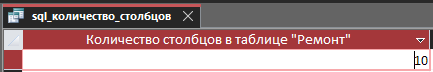 sql_количество_столбцов
Количество столбцов в таблице "Ремонт"
10